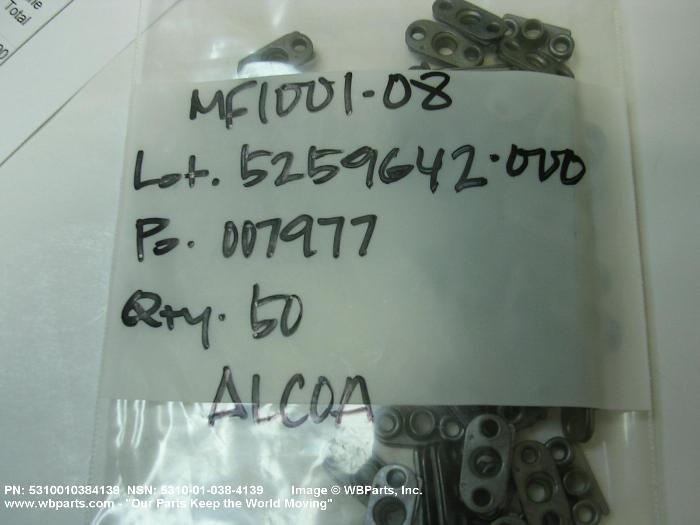 Total
MF1001-08
Lot. 5259642-000
Po. 007977
Qty. 50
ALCOA
PN: 5310010384139 NSN: 5310-01-038-4139 Image © WBParts, Inc.
www.wbparts.com - "Our Parts Keep the World Moving"